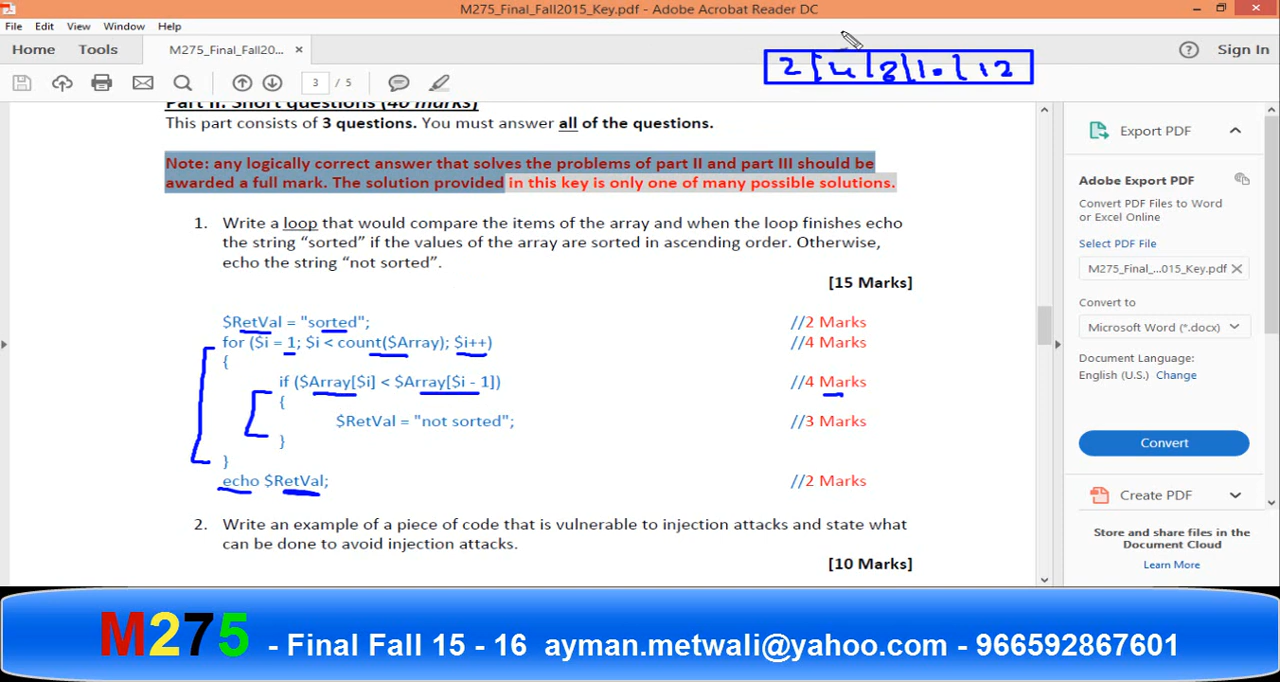 M275_Final_Fall2015_Key.pdf - Adobe Acrobat Reader DC
File Edit View Window Help
Home Tools M275_Final_Fall20... × ? Sign In
3 / 5
2 | 4 | 8 | 10 | 12
Part II: Short questions (40 marks)
This part consists of 3 questions. You must answer all of the questions.
Note: any logically correct answer that solves the problems of part II and part III should be
awarded a full mark. The solution provided in this key is only one of many possible solutions.
1. Write a loop that would compare the items of the array and when the loop finishes echo
the string “sorted” if the values of the array are sorted in ascending order. Otherwise,
echo the string “not sorted”.
[15 Marks]
$RetVal = "sorted"; //2 Marks
for ($i = 1; $i < count($Array); $i++) //4 Marks
{
if ($Array[$i] < $Array[$i - 1]) //4 Marks
{
$RetVal = "not sorted"; //3 Marks
}
}
echo $RetVal; //2 Marks
2. Write an example of a piece of code that is vulnerable to injection attacks and state what
can be done to avoid injection attacks.
[10 Marks]
Export PDF
Adobe Export PDF
Convert PDF Files to Word
or Excel Online
Select PDF File
M275_Final_...015_Key.pdf ×
Convert to
Microsoft Word (*.docx)
Document Language:
English (U.S.) Change
Convert
Create PDF
Store and share files in the
Document Cloud
Learn More
M275 - Final Fall 15 - 16 ayman.metwali@yahoo.com - 966592867601